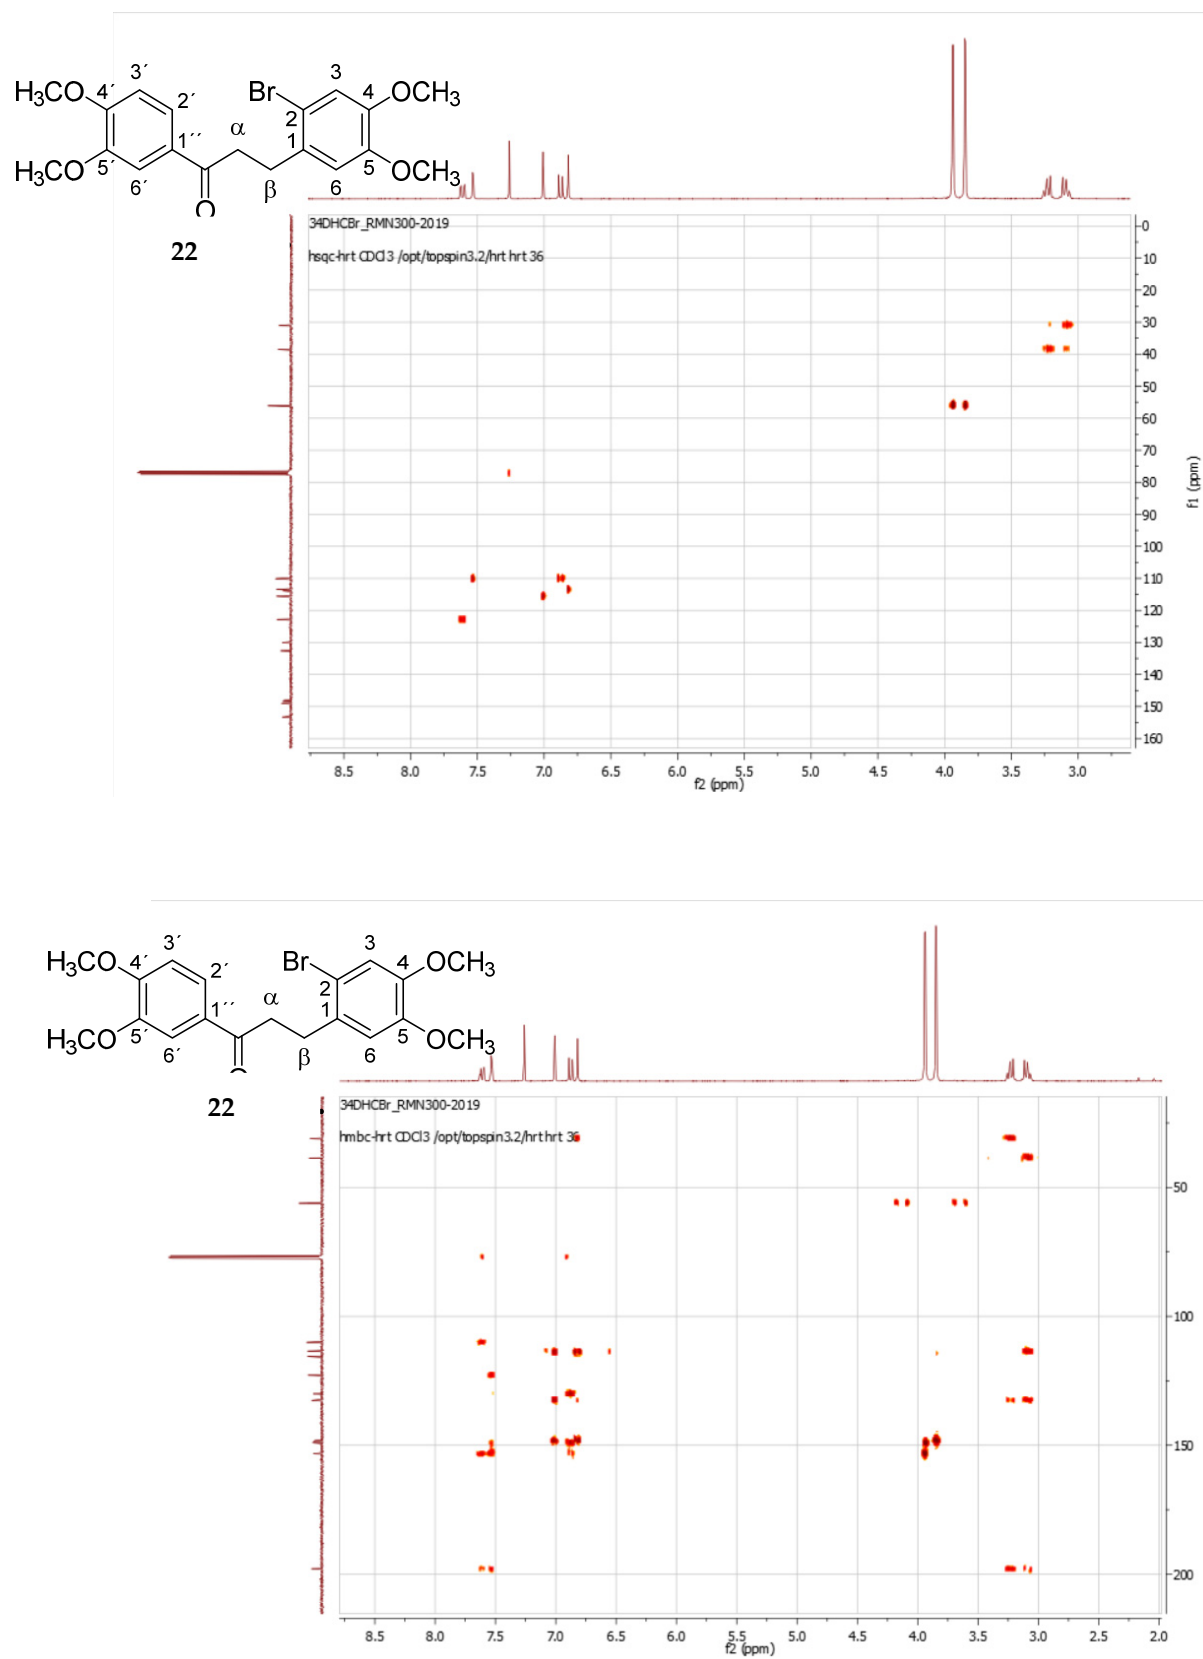 3´
Br
3
H₃CO
4´
2´
4
OCH₃
2
1´´
α
1
H₃CO
5´
5
OCH₃
6´
β
6
O
22
34DHCBr_RMN300-2019
hsqc-hrt CDCl3 /opt/topspin3.2/hrt hrt 36
0
10
20
30
40
50
60
70
80
90
100
110
120
130
140
150
160
f1 (ppm)
8.5 8.0 7.5 7.0 6.5 6.0 5.5 5.0 4.5 4.0 3.5 3.0
f2 (ppm)
3´
Br
3
H₃CO
4´
2´
4
OCH₃
2
1´´
α
1
H₃CO
5´
5
OCH₃
6´
β
6
O
22
34DHCBr_RMN300-2019
hmbc-hrt CDCl3 /opt/topspin3.2/hrt hrt 36
50
100
150
200
8.5 8.0 7.5 7.0 6.5 6.0 5.5 5.0 4.5 4.0 3.5 3.0 2.5 2.0
f2 (ppm)